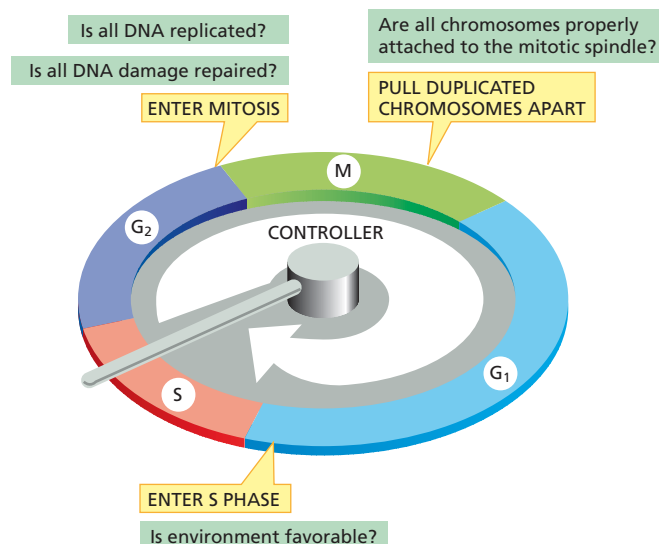 Is all DNA replicated?
Is all DNA damage repaired?
ENTER MITOSIS
Are all chromosomes properly
attached to the mitotic spindle?
PULL DUPLICATED
CHROMOSOMES APART
M
G₂
CONTROLLER
G₁
S
ENTER S PHASE
Is environment favorable?